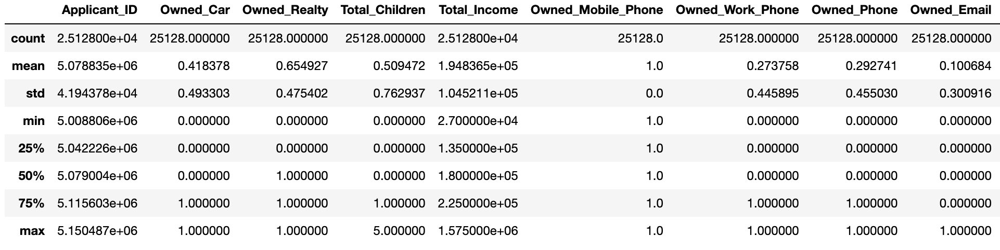 Applicant_ID Owned_Car Owned_Realty Total_Children Total_Income Owned_Mobile_Phone Owned_Work_Phone Owned_Phone Owned_Email
count 2.512800e+04 25128.000000 25128.000000 25128.000000 2.512800e+04 25128.0 25128.000000 25128.000000 25128.000000
mean 5.078835e+06 0.418378 0.654927 0.509472 1.948365e+05 1.0 0.273758 0.292741 0.100684
std 4.194378e+04 0.493303 0.475402 0.762937 1.045211e+05 0.0 0.445895 0.455030 0.300916
min 5.008806e+06 0.000000 0.000000 0.000000 2.700000e+04 1.0 0.000000 0.000000 0.000000
25% 5.042226e+06 0.000000 0.000000 0.000000 1.350000e+05 1.0 0.000000 0.000000 0.000000
50% 5.079004e+06 0.000000 1.000000 0.000000 1.800000e+05 1.0 0.000000 0.000000 0.000000
75% 5.115603e+06 1.000000 1.000000 1.000000 2.250000e+05 1.0 1.000000 1.000000 0.000000
max 5.150487e+06 1.000000 1.000000 5.000000 1.575000e+06 1.0 1.000000 1.000000 1.000000